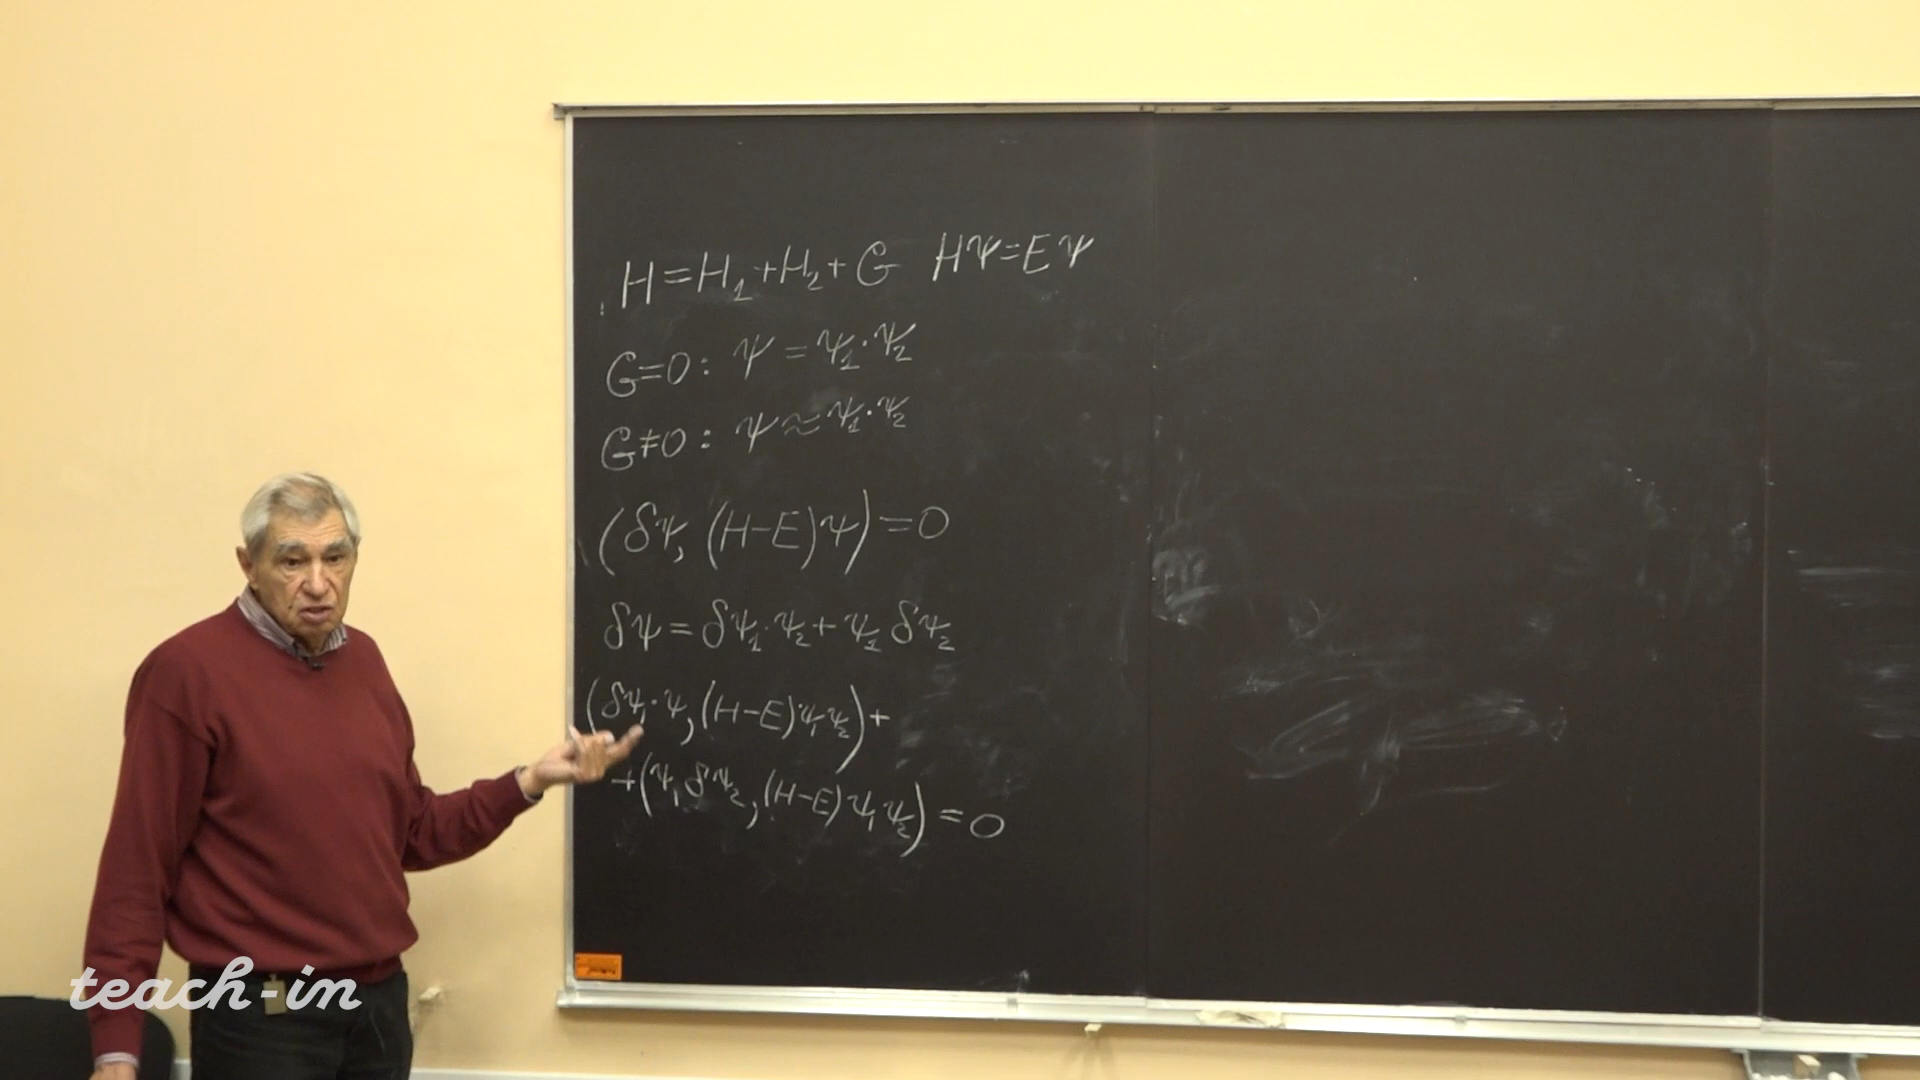 H = H₁ + H₂ + G   HΨ = EΨ
G = 0 : Ψ = Ψ₁ · Ψ₂
G ≠ 0 : Ψ ≈ Ψ₁ · Ψ₂
(δΨ, (H − E)Ψ) = 0
δΨ = δΨ₁ · Ψ₂ + Ψ₁ δΨ₂
(δΨ₁ · Ψ, (H − E)Ψ₁Ψ₂) +
+ (Ψ₁ δΨ₂, (H − E)Ψ₁Ψ₂) = 0
teach-in